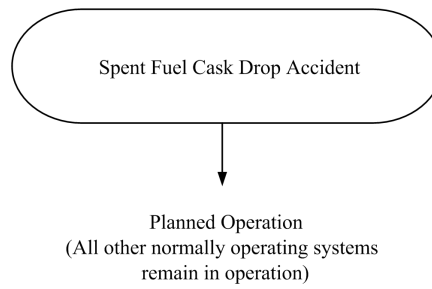 Spent Fuel Cask Drop Accident
Planned Operation
(All other normally operating systems
remain in operation)